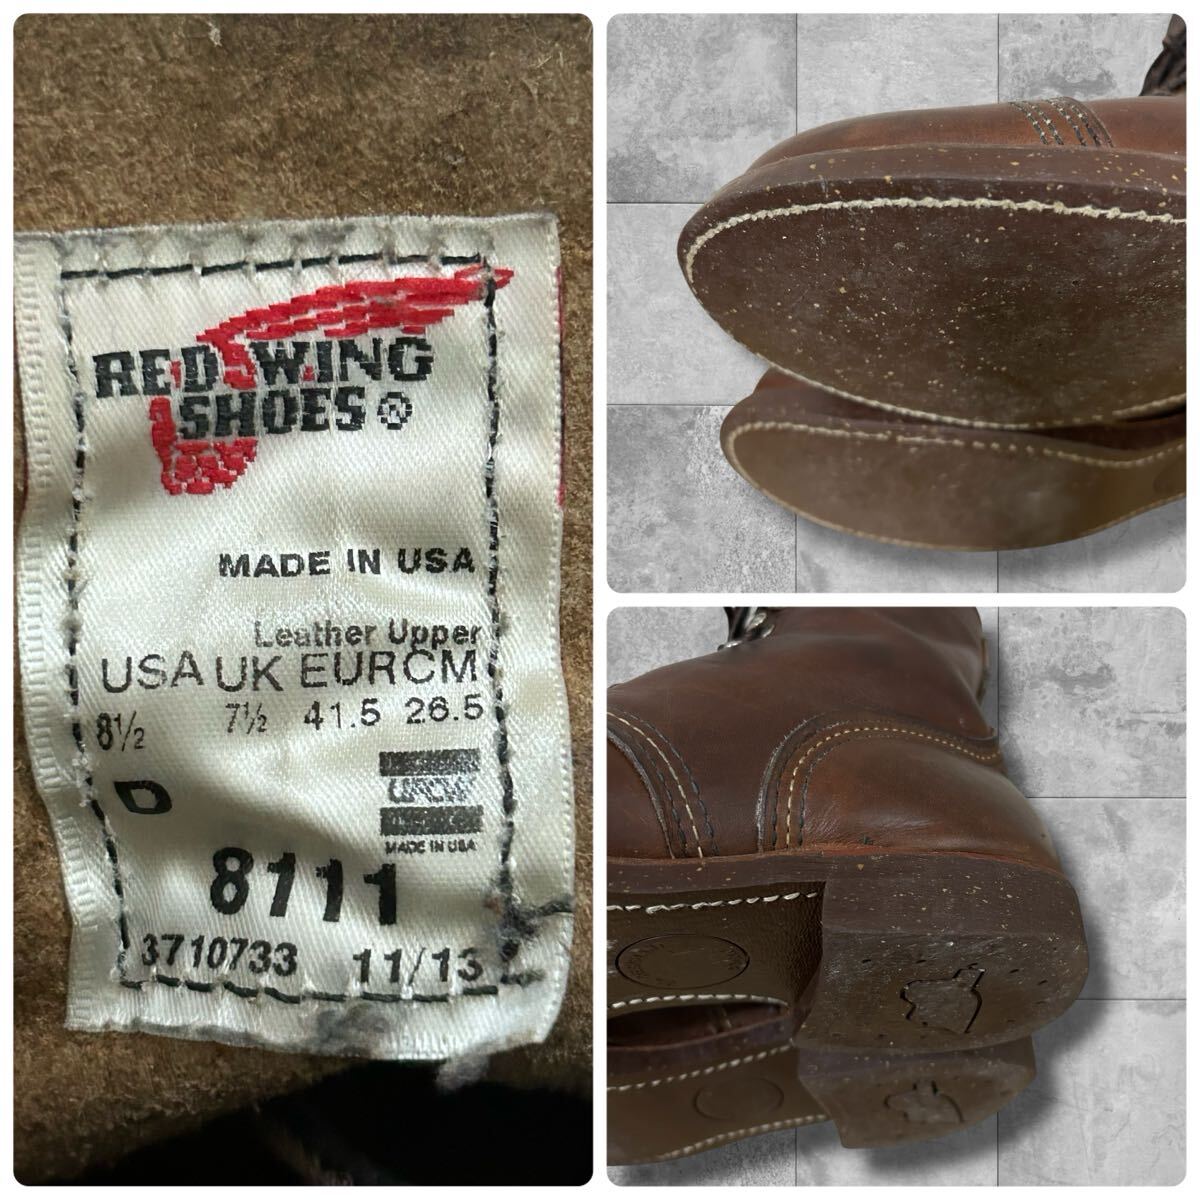 RED WING
SHOES®
MADE IN USA
Leather Upper
USA UK EUR CM
8½ 7½ 41.5 26.5
D
MADE IN USA
8111
3710733 11/13